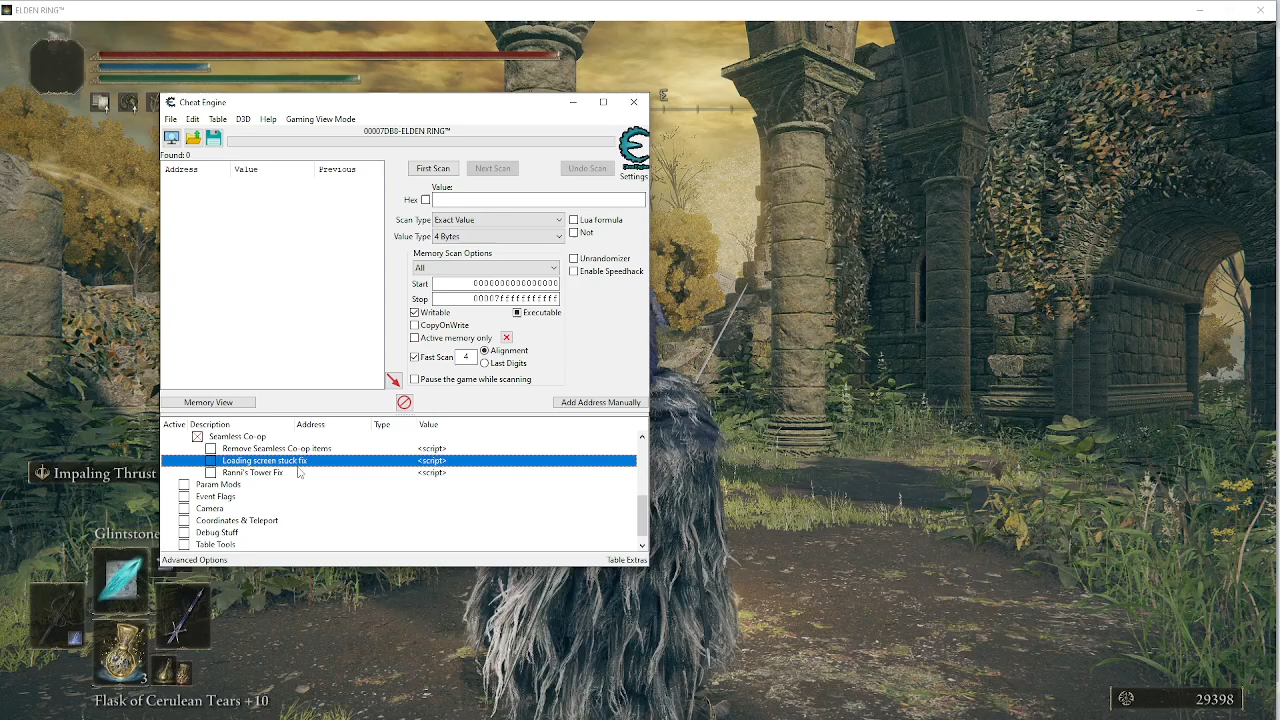 ELDEN RING™
Cheat Engine
File Edit Table D3D Help Gaming View Mode
00007DB8-ELDEN RING™
Found: 0
Address Value Previous
First Scan Next Scan Undo Scan
Settings
Value:
Hex
Scan Type Exact Value
Lua formula
Not
Value Type 4 Bytes
Memory Scan Options
All
Unrandomizer
Enable Speedhack
Start 0000000000000000
Stop 00007fffffffffff
Writable Executable
CopyOnWrite
Active memory only
Fast Scan 4 Alignment
Last Digits
Pause the game while scanning
Memory View
Add Address Manually
Active Description Address Type Value
Seamless Co-op
Remove Seamless Co-op items <script>
Loading screen stuck fix <script>
Ranni's Tower Fix <script>
Param Mods
Event Flags
Camera
Coordinates & Teleport
Debug Stuff
Table Tools
Advanced Options Table Extras
E
Impaling Thrust
Glintstone
3
Flask of Cerulean Tears +10
29398